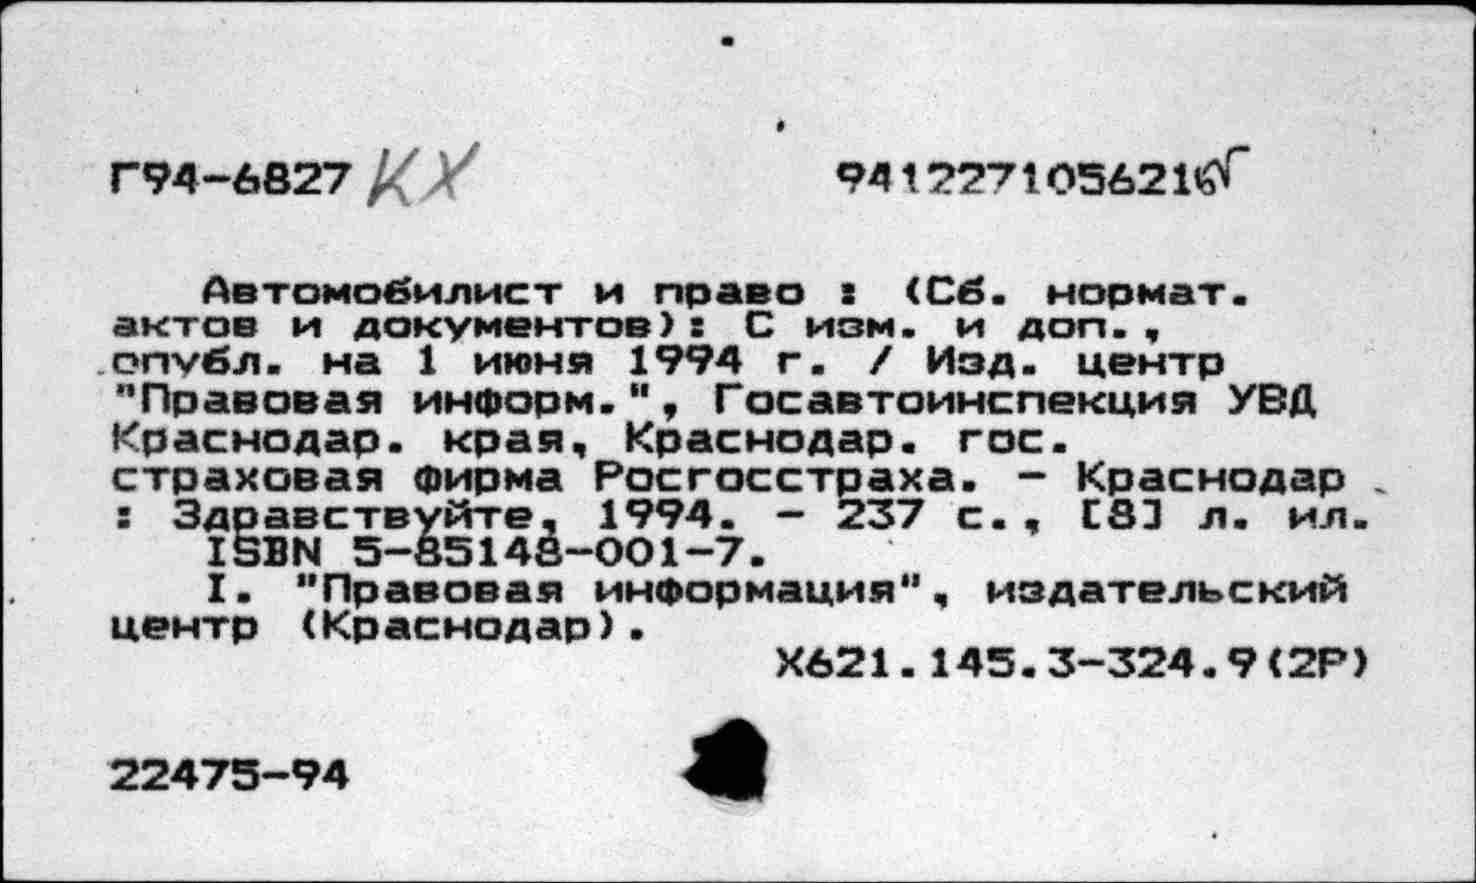 Г94-6827 КХ 941227105621
Автомобилист и право : (Сб. нормат.
актов и документов): С изм. и доп.,
опубл. на 1 июня 1994 г. / Изд. центр
"Правовая информ.", Госавтоинспекция УВД
Краснодар. края, Краснодар. гос.
страховая фирма Росгосстраха. - Краснодар
: Здравствуйте, 1994. - 237 с., [8] л. ил.
ISBN 5-85148-001-7.
I. "Правовая информация", издательский
центр (Краснодар).
Х621.145.3-324.9(2Р)
22475-94